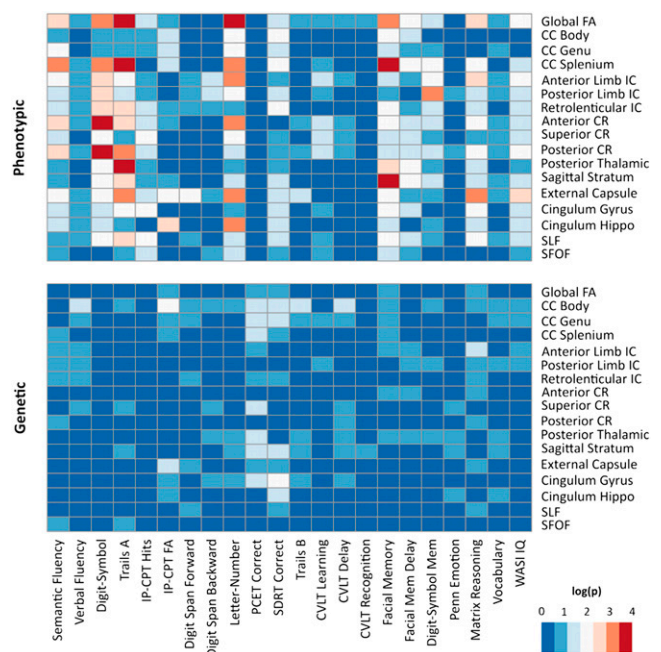 Phenotypic
Global FA
CC Body
CC Genu
CC Splenium
Anterior Limb IC
Posterior Limb IC
Retrolenticular IC
Anterior CR
Superior CR
Posterior CR
Posterior Thalamic
Sagittal Stratum
External Capsule
Cingulum Gyrus
Cingulum Hippo
SLF
SFOF
Genetic
Global FA
CC Body
CC Genu
CC Splenium
Anterior Limb IC
Posterior Limb IC
Retrolenticular IC
Anterior CR
Superior CR
Posterior CR
Posterior Thalamic
Sagittal Stratum
External Capsule
Cingulum Gyrus
Cingulum Hippo
SLF
SFOF
Semantic Fluency
Verbal Fluency
Digit-Symbol
Trails A
IP-CPT Hits
IP-CPT FA
Digit Span Forward
Digit Span Backward
Letter-Number
PCET Correct
SDRT Correct
Trails B
CVLT Learning
CVLT Delay
CVLT Recognition
Facial Memory
Facial Mem Delay
Digit-Symbol Mem
Penn Emotion
Matrix Reasoning
Vocabulary
WASI IQ
log(p)
0 1 2 3 4